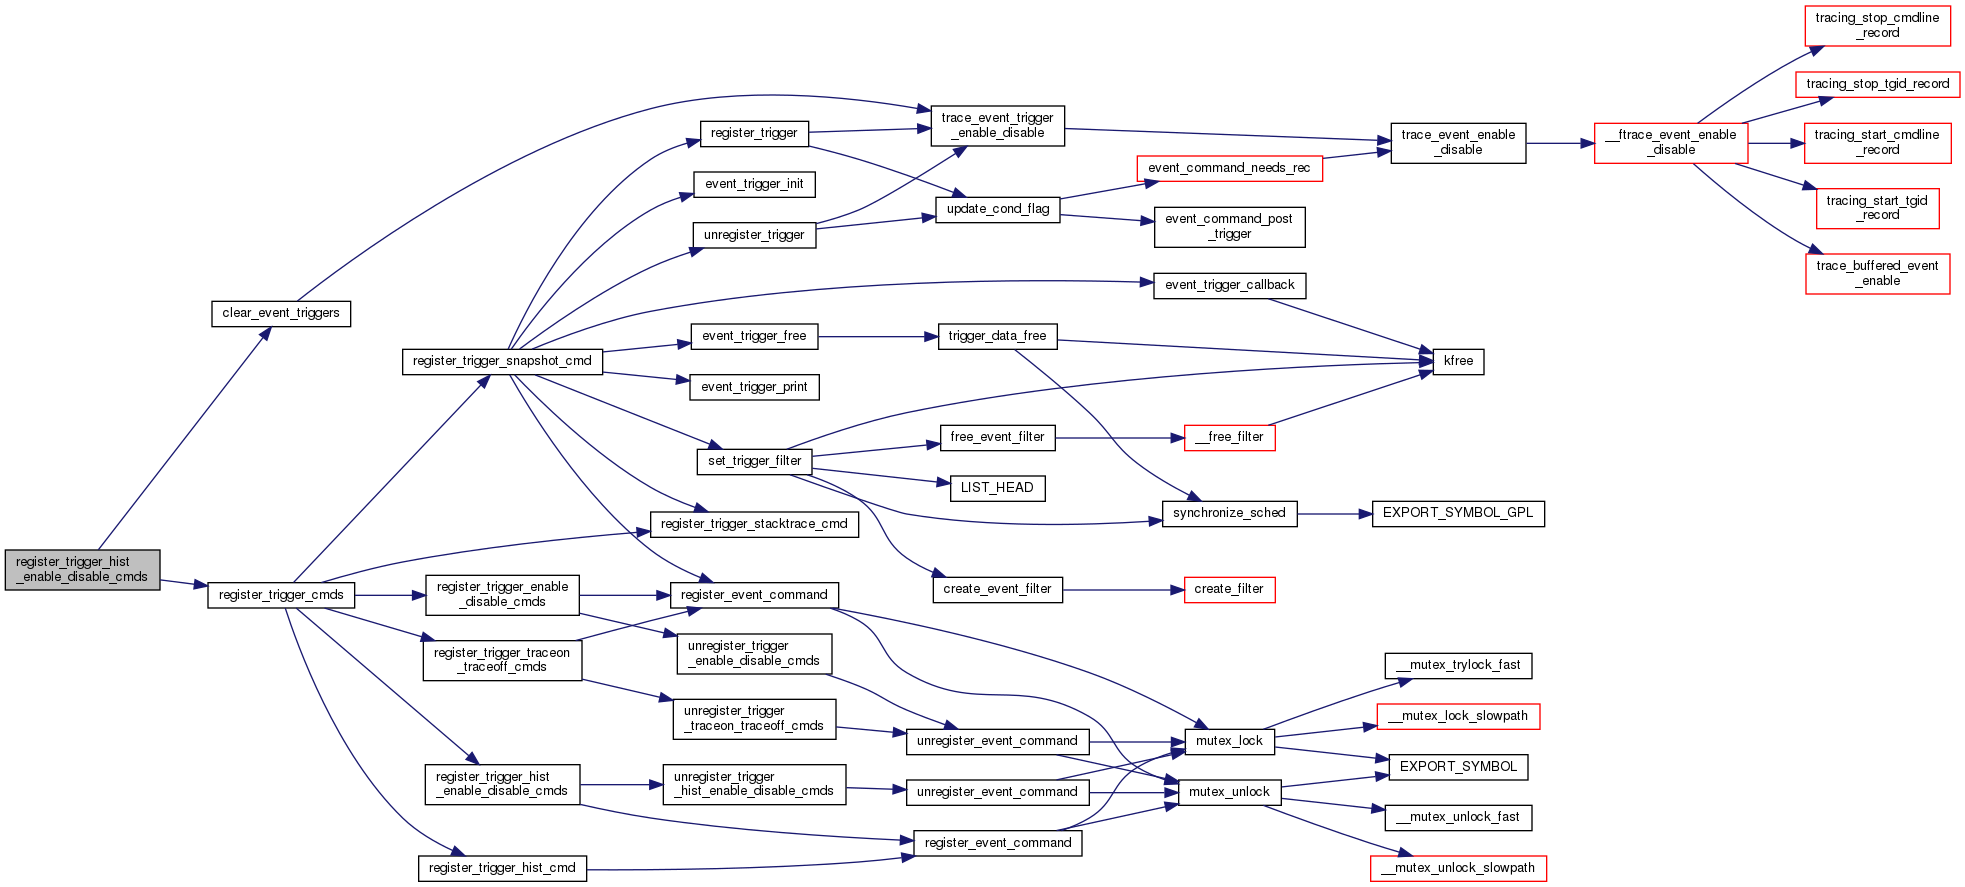 tracing_stop_cmdline
_record
tracing_stop_tgid_record
trace_event_trigger
_enable_disable
register_trigger
trace_event_enable
_disable
__ftrace_event_enable
_disable
tracing_start_cmdline
_record
event_command_needs_rec
event_trigger_init
tracing_start_tgid
_record
update_cond_flag
event_command_post
_trigger
unregister_trigger
trace_buffered_event
_enable
event_trigger_callback
clear_event_triggers
event_trigger_free
trigger_data_free
register_trigger_snapshot_cmd
kfree
event_trigger_print
free_event_filter
__free_filter
set_trigger_filter
LIST_HEAD
synchronize_sched
EXPORT_SYMBOL_GPL
register_trigger_stacktrace_cmd
register_trigger_hist
_enable_disable_cmds
register_trigger_cmds
register_trigger_enable
_disable_cmds
register_event_command
create_event_filter
create_filter
unregister_trigger
_enable_disable_cmds
register_trigger_traceon
_traceoff_cmds
__mutex_trylock_fast
unregister_trigger
_traceon_traceoff_cmds
__mutex_lock_slowpath
unregister_event_command
mutex_lock
EXPORT_SYMBOL
register_trigger_hist
_enable_disable_cmds
unregister_trigger
_hist_enable_disable_cmds
unregister_event_command
mutex_unlock
__mutex_unlock_fast
register_event_command
register_trigger_hist_cmd
__mutex_unlock_slowpath